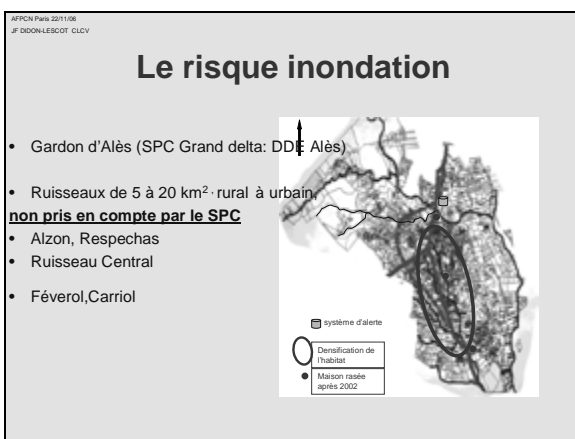 AFPCN Paris 22/11/06
JF DIDON-LESCOT CLCV
Le risque inondation
• Gardon d'Alès (SPC Grand delta: DDE Alès)
• Ruisseaux de 5 à 20 km², rural à urbain,
non pris en compte par le SPC
• Alzon, Respechas
• Ruisseau Central
• Féverol,Carriol
système d'alerte
Densification de
l'habitat
Maison rasée
après 2002